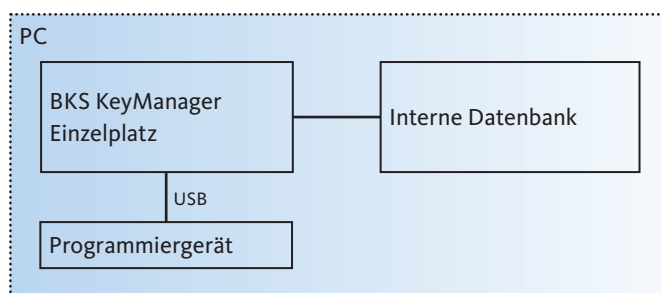 PC
BKS KeyManager
Einzelplatz
Interne Datenbank
USB
Programmiergerät